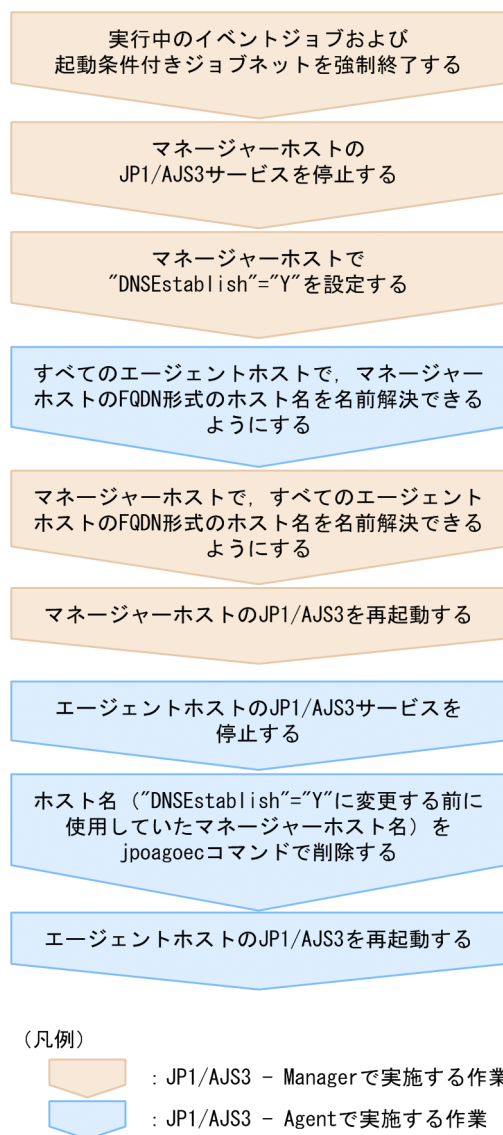 実行中のイベントジョブおよび
起動条件付きジョブネットを強制終了する
マネージャーホストの
JP1/AJS3サービスを停止する
マネージャーホストで
"DNSEstablish"="Y"を設定する
すべてのエージェントホストで，マネージャー
ホストのFQDN形式のホスト名を名前解決できる
ようにする
マネージャーホストで，すべてのエージェント
ホストのFQDN形式のホスト名を名前解決できる
ようにする
マネージャーホストのJP1/AJS3を再起動する
エージェントホストのJP1/AJS3サービスを
停止する
ホスト名（"DNSEstablish"="Y"に変更する前に
使用していたマネージャーホスト名）を
jpoagoecコマンドで削除する
エージェントホストのJP1/AJS3を再起動する
（凡例）
：JP1/AJS3 − Managerで実施する作業
：JP1/AJS3 − Agentで実施する作業